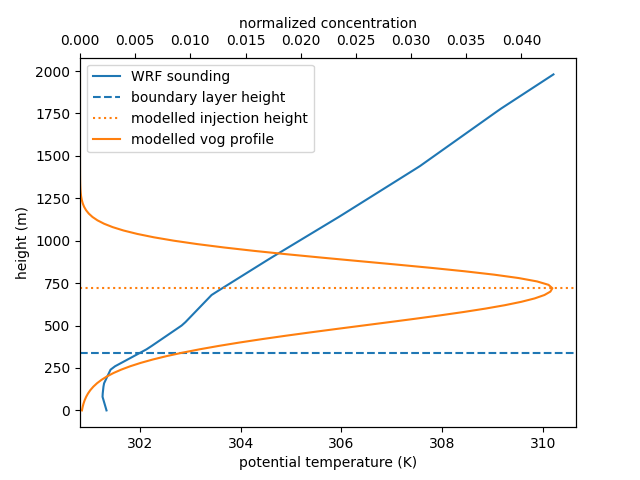 normalized concentration
0.000 0.005 0.010 0.015 0.020 0.025 0.030 0.035 0.040
2000
1750
1500
1250
1000
750
500
250
0
height (m)
WRF sounding
boundary layer height
modelled injection height
modelled vog profile
302 304 306 308 310
potential temperature (K)